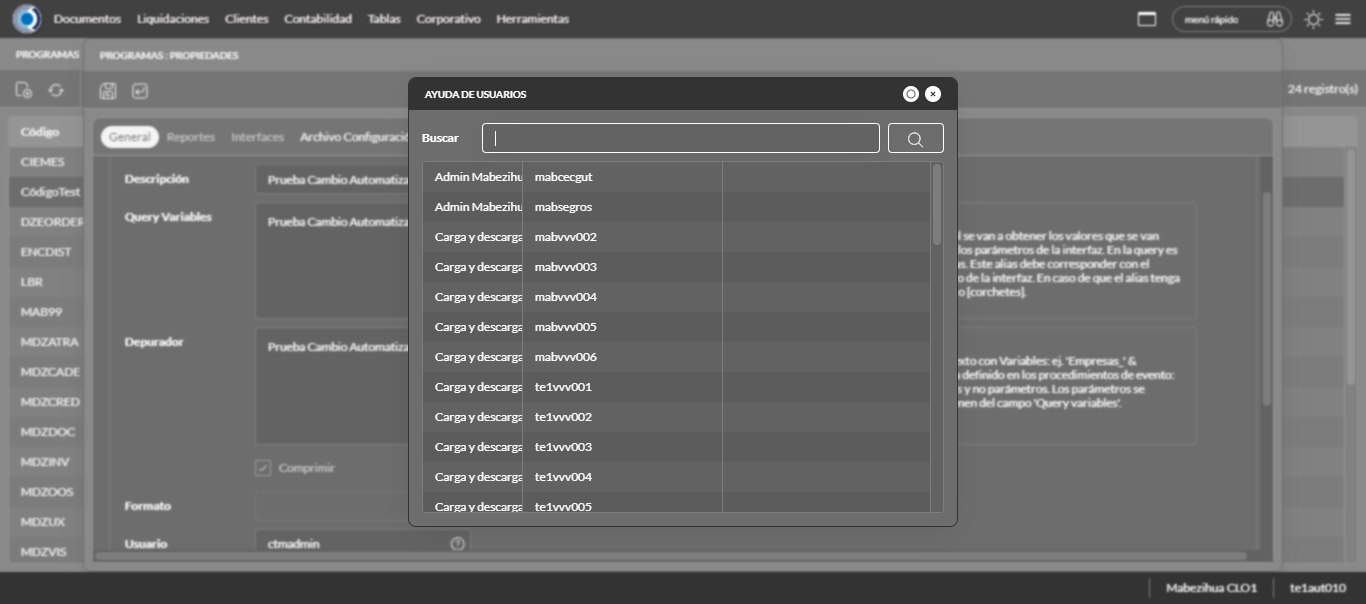 Documentos Liquidaciones Clientes Contabilidad Tablas Corporativo Herramientas
menú rápido
PROGRAMAS
PROGRAMAS : PROPIEDADES
24 registro(s)
General Reportes Interfaces Archivo Configuració
Código
CIEMES
CódigoTest
DZEORDER
ENCDIST
LBR
MAB99
MDZATRA
MDZCADE
MDZCRED
MDZDOC
MDZINV
MDZOOS
MDZUX
MDZVIS
Descripción Prueba Cambio Automatiza
Query Variables Prueba Cambio Automatiza
l se van a obtener los valores que se van
los parámetros de la interfaz. En la query es
s. Este alias debe corresponder con el
o de la interfaz. En caso de que el alias tenga
o [corchetes].
Depurador Prueba Cambio Automatiza
xto con Variables: ej. 'Empresas_' &
definido en los procedimientos de evento:
s y no parámetros. Los parámetros se
nen del campo 'Query variables'.
Comprimir
Formato
Usuario ctmadmin
AYUDA DE USUARIOS
Buscar
Admin Mabezihu mabcecgut
Admin Mabezihu mabsegros
Carga y descarga mabvvv002
Carga y descarga mabvvv003
Carga y descarga mabvvv004
Carga y descarga mabvvv005
Carga y descarga mabvvv006
Carga y descarga te1vvv001
Carga y descarga te1vvv002
Carga y descarga te1vvv003
Carga y descarga te1vvv004
Carga y descarga te1vvv005
Mabezihua CLO1 te1aut010